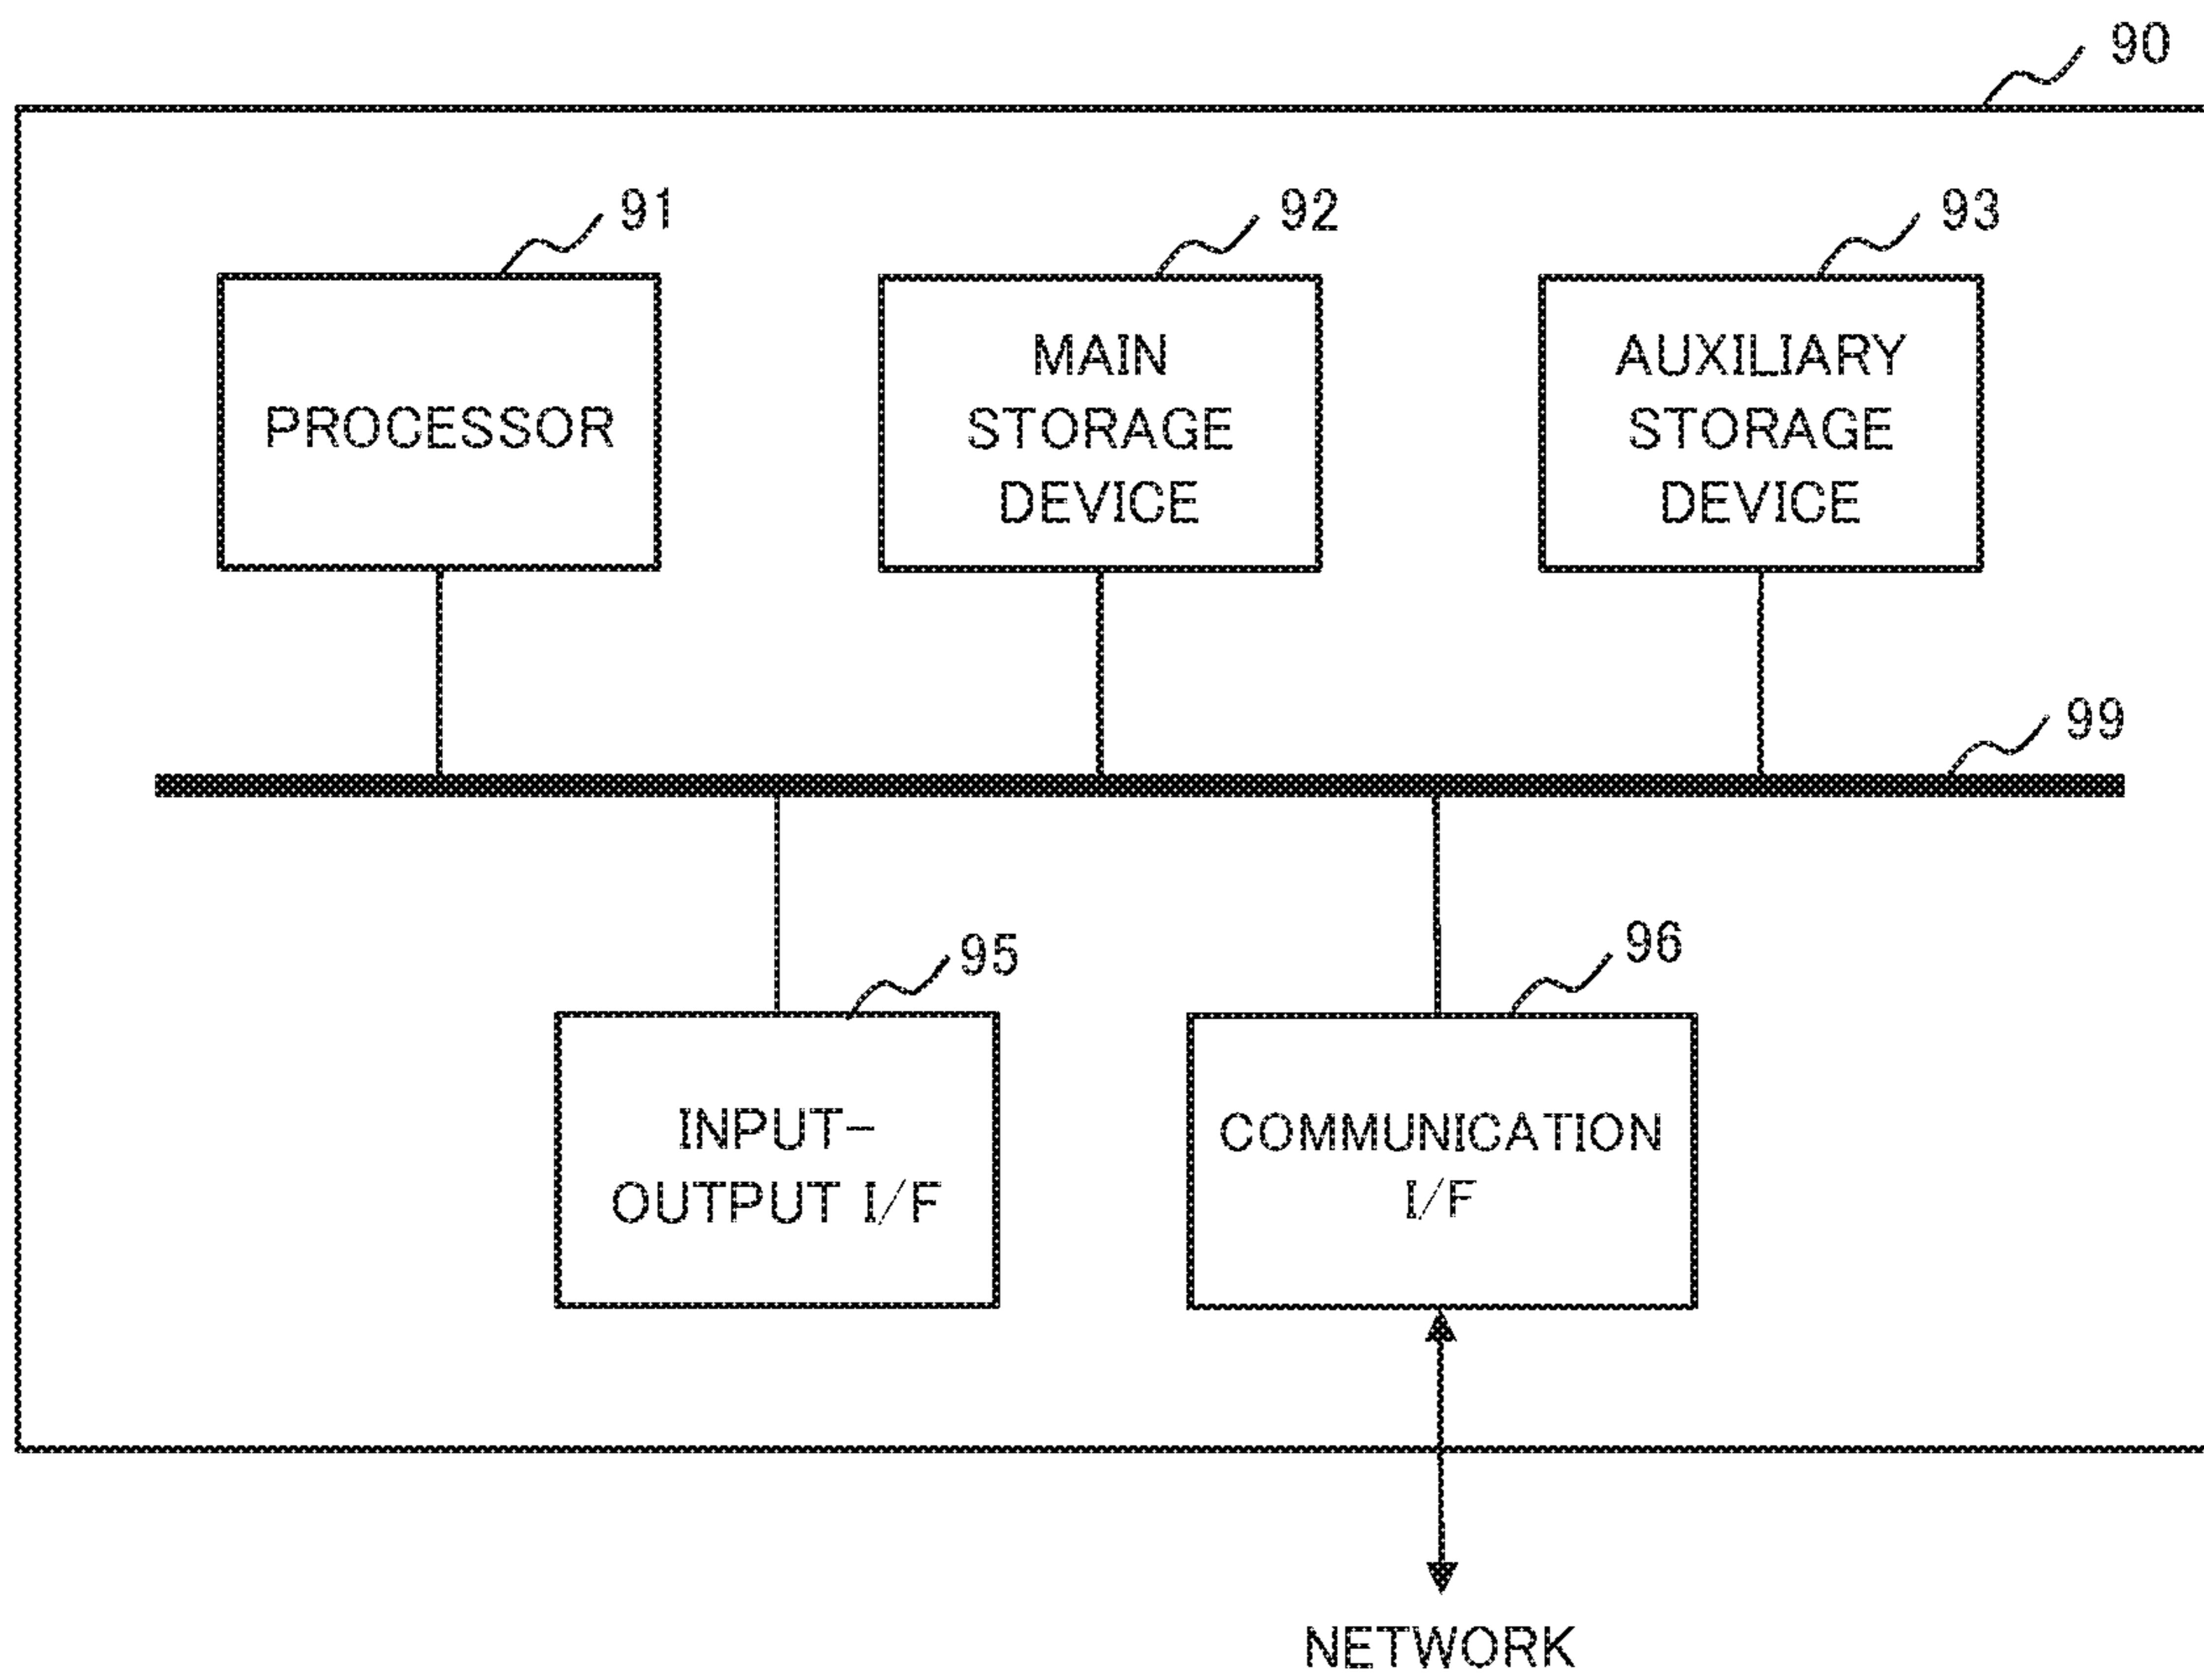 90
91
92
93
PROCESSOR
MAIN
STORAGE
DEVICE
AUXILIARY
STORAGE
DEVICE
99
95
96
INPUT-
OUTPUT I/F
COMMUNICATION
I/F
NETWORK